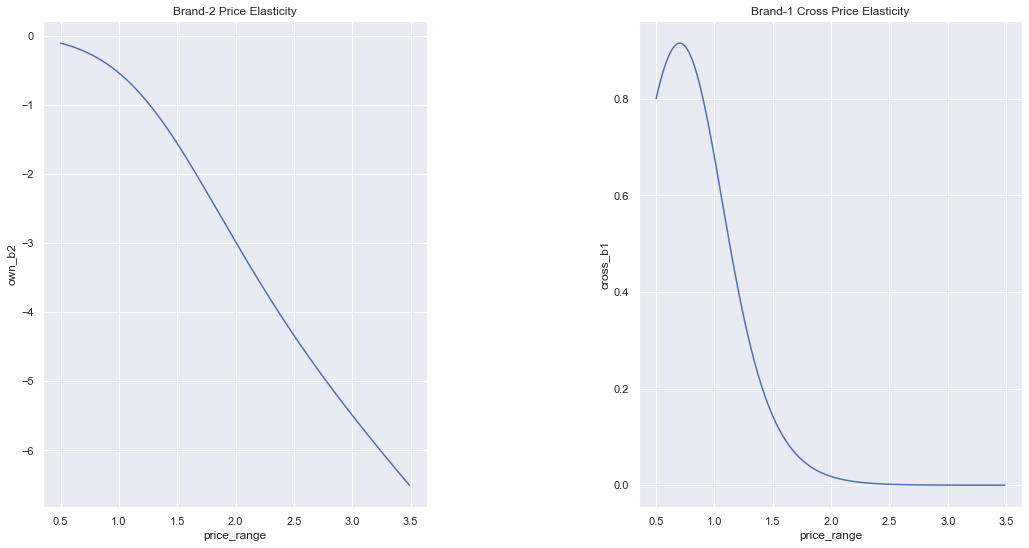 Brand-2 Price Elasticity
0
−1
−2
−3
−4
−5
−6
own_b2
0.5 1.0 1.5 2.0 2.5 3.0 3.5
price_range
Brand-1 Cross Price Elasticity
0.8
0.6
0.4
0.2
0.0
cross_b1
0.5 1.0 1.5 2.0 2.5 3.0 3.5
price_range